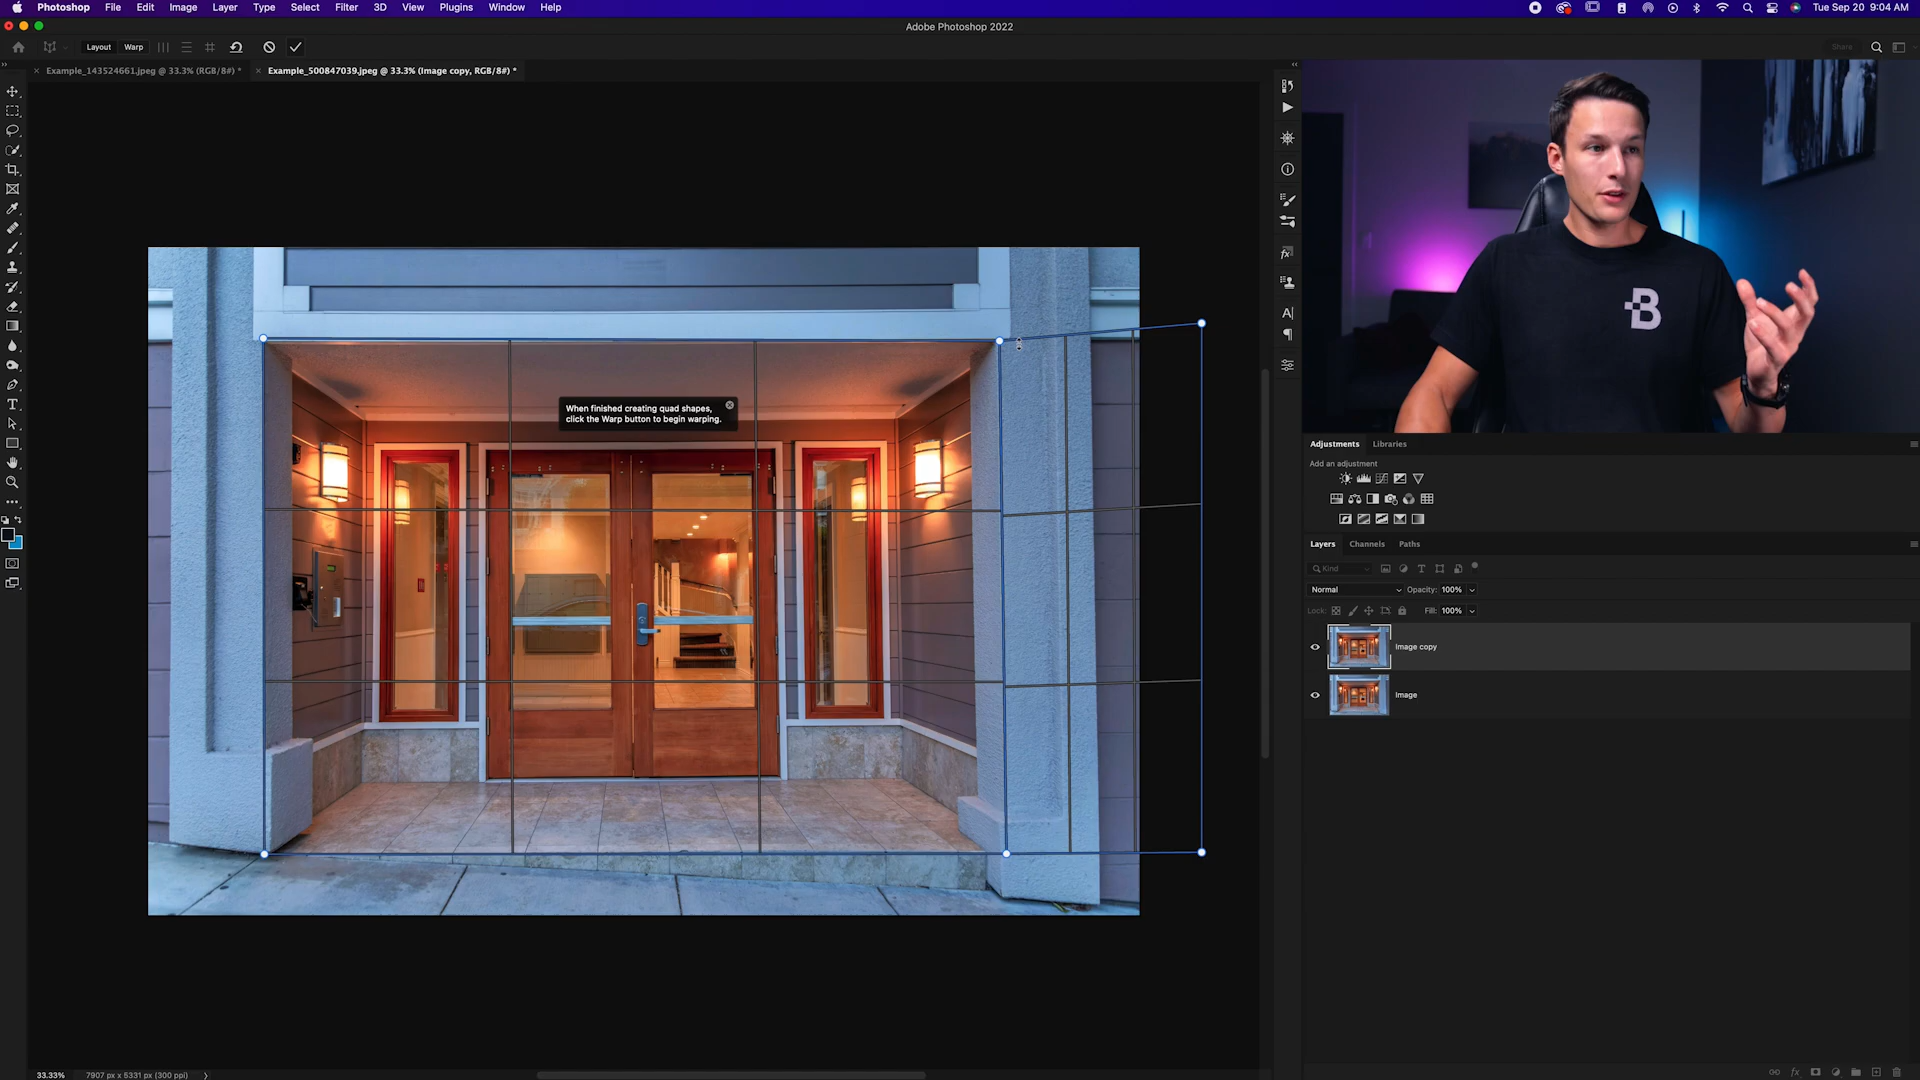 Photoshop File Edit Image Layer Type Select Filter 3D View Plugins Window Help
Tue Sep 20 9:04 AM
Adobe Photoshop 2022
Layout Warp
Share
Example_143524661.jpeg @ 33.3% (RGB/8#) *
Example_500847039.jpeg @ 33.3% (Image copy, RGB/8#) *
When finished creating quad shapes,
click the Warp button to begin warping.
B
Adjustments Libraries
Add an adjustment
Layers Channels Paths
Kind
Normal Opacity: 100%
Lock: Fill: 100%
Image copy
Image
33.33% 7907 px x 5331 px (300 ppi)